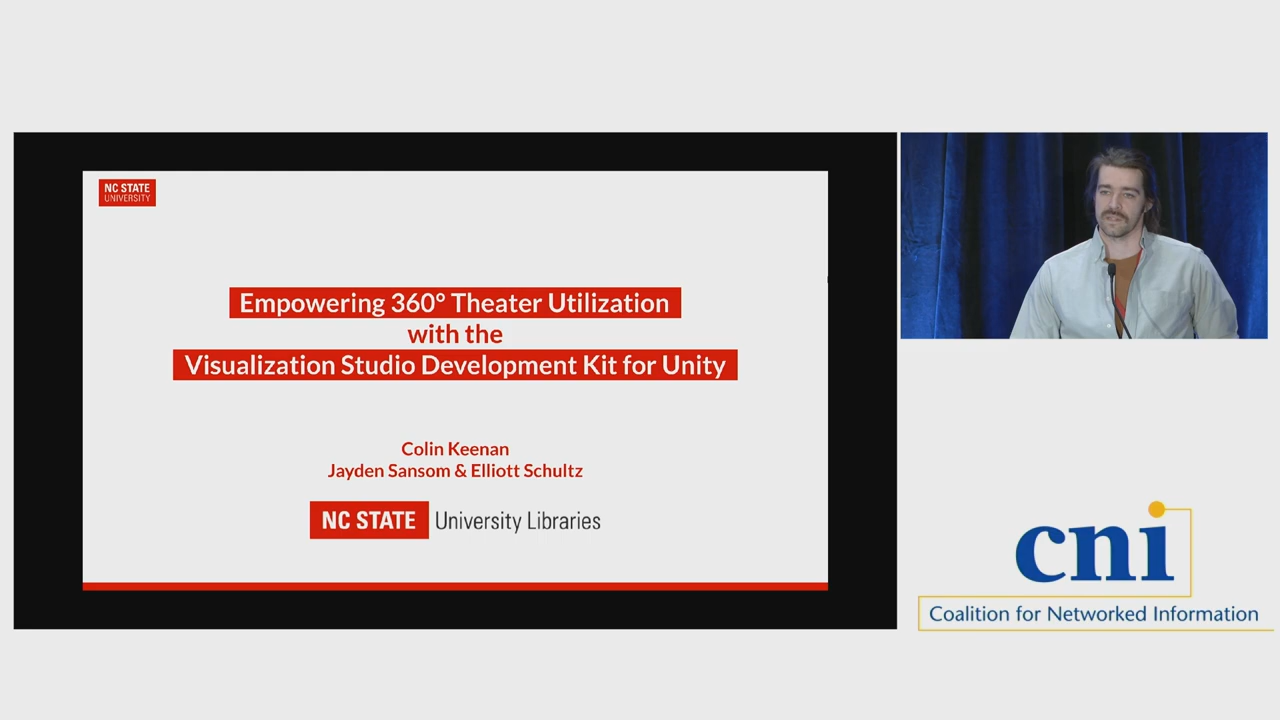 NC STATE
UNIVERSITY
Empowering 360° Theater Utilization
with the
Visualization Studio Development Kit for Unity
Colin Keenan
Jayden Sansom & Elliott Schultz
NC STATE University Libraries
cni
Coalition for Networked Information